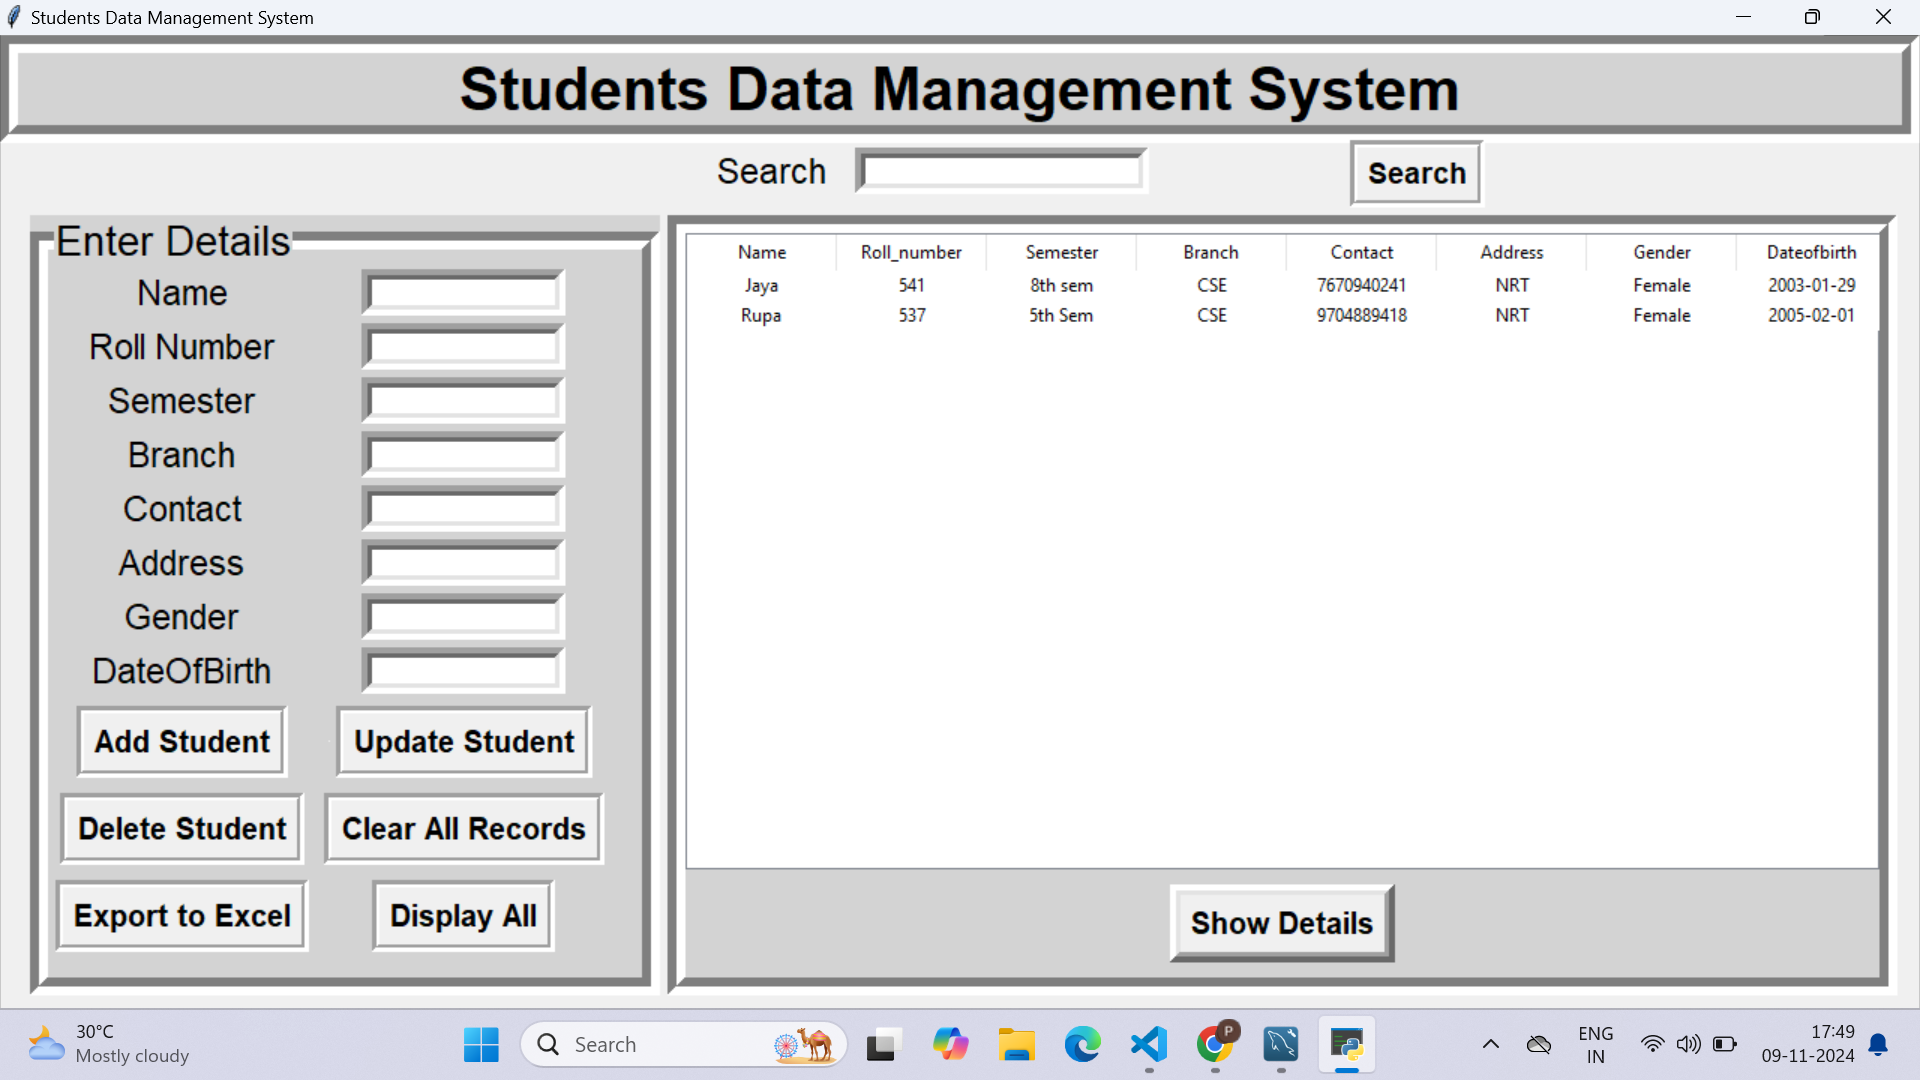 Students Data Management System
Students Data Management System
Search Search
Enter Details
Name
Roll Number
Semester
Branch
Contact
Address
Gender
DateOfBirth
Add Student Update Student
Delete Student Clear All Records
Export to Excel Display All
Name Roll_number Semester Branch Contact Address Gender Dateofbirth
Jaya 541 8th sem CSE 7670940241 NRT Female 2003-01-29
Rupa 537 5th Sem CSE 9704889418 NRT Female 2005-02-01
Show Details
30°C
Mostly cloudy
Search
P
ENG
IN
17:49
09-11-2024